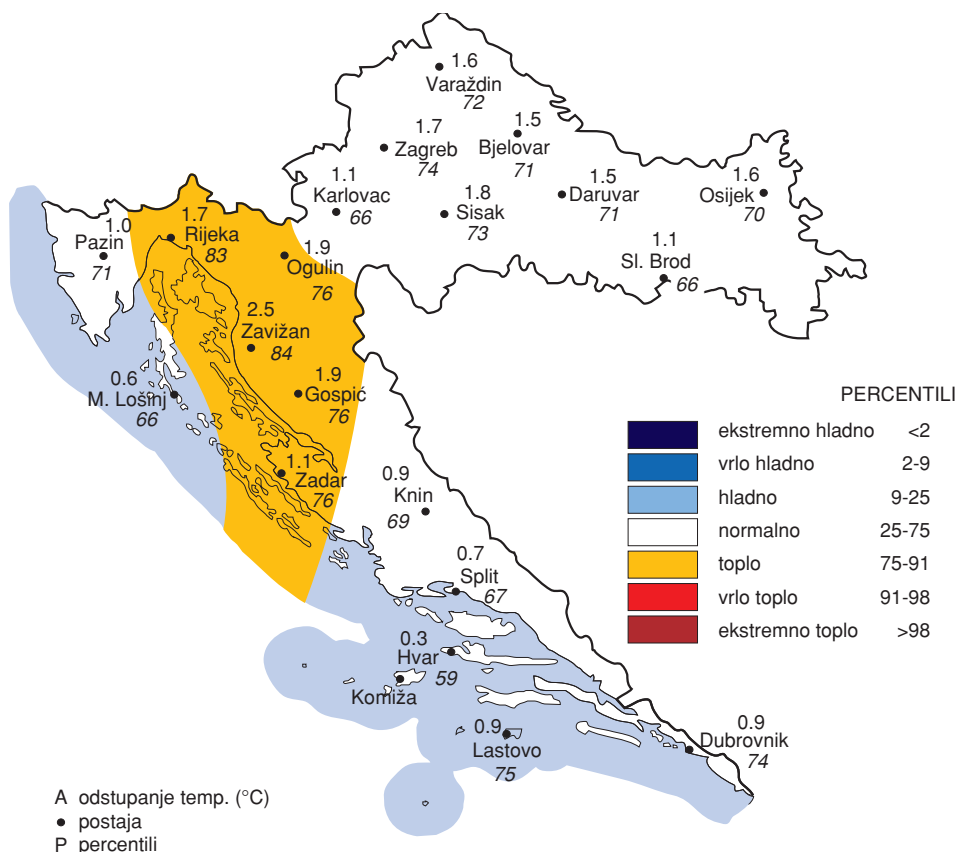 1.6
Varaždin
72
1.7
Zagreb
74
1.5
Bjelovar
71
1.1
Karlovac
66
1.8
Sisak
73
1.5
Daruvar
71
1.6
Osijek
70
1.1
Sl. Brod
66
1.0
Pazin
71
1.7
Rijeka
83
1.9
Ogulin
76
2.5
Zavižan
84
0.6
M. Lošinj
66
1.9
Gospić
76
1.1
Zadar
76
0.9
Knin
69
0.7
Split
67
0.3
Hvar
59
Komiža
0.9
Lastovo
75
0.9
Dubrovnik
74
PERCENTILI
ekstremno hladno <2
vrlo hladno 2-9
hladno 9-25
normalno 25-75
toplo 75-91
vrlo toplo 91-98
ekstremno toplo >98
A odstupanje temp. (°C)
• postaja
P percentili